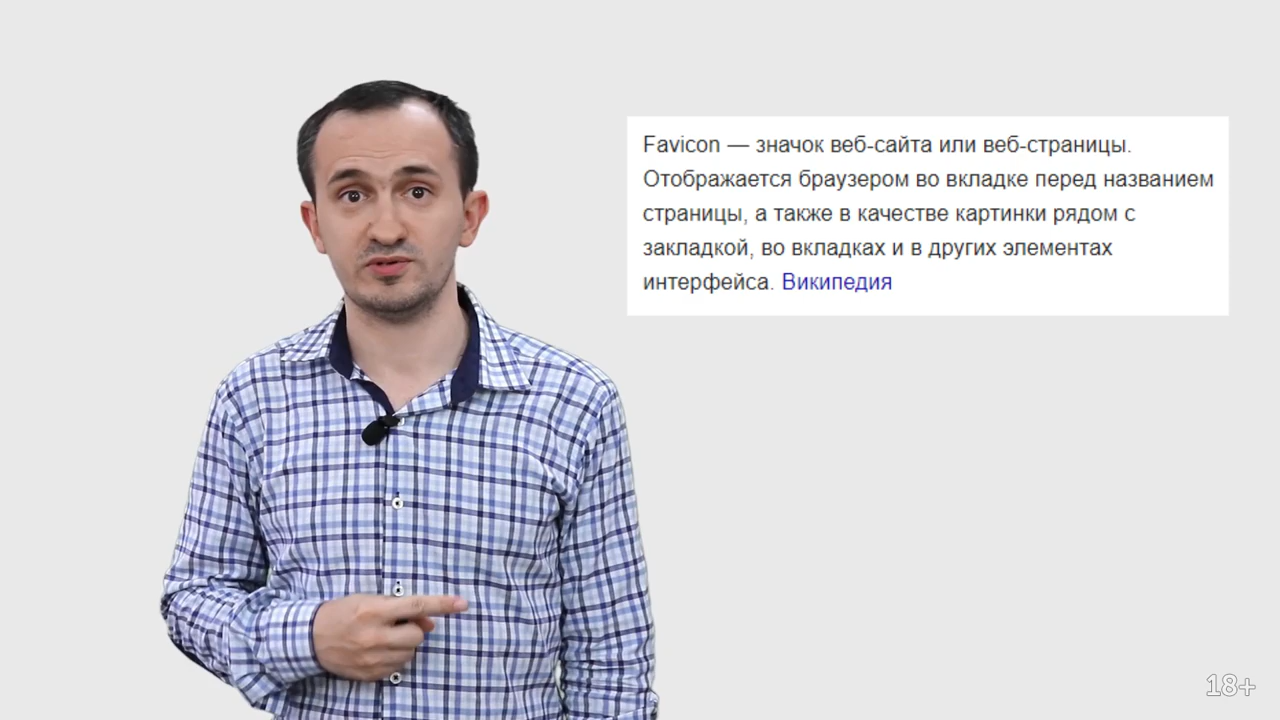 Favicon — значок веб-сайта или веб-страницы.
Отображается браузером во вкладке перед названием
страницы, а также в качестве картинки рядом с
закладкой, во вкладках и в других элементах
интерфейса. Википедия
18+